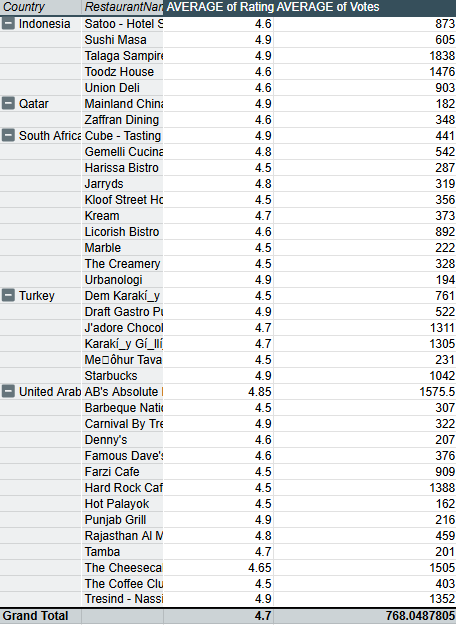 Country RestaurantNam AVERAGE of Rating AVERAGE of Votes
Indonesia Satoo - Hotel S 4.6 873
Sushi Masa 4.9 605
Talaga Sampire 4.9 1838
Toodz House 4.6 1476
Union Deli 4.6 903
Qatar Mainland China 4.9 182
Zaffran Dining 4.6 348
South Africa Cube - Tasting 4.9 441
Gemelli Cucina 4.8 542
Harissa Bistro 4.5 287
Jarryds 4.8 319
Kloof Street Ho 4.5 356
Kream 4.7 373
Licorish Bistro 4.6 892
Marble 4.5 222
The Creamery 4.5 328
Urbanologi 4.9 194
Turkey Dem Karakí_y 4.5 761
Draft Gastro Pu 4.9 522
J'adore Chocol 4.7 1311
Karakí_y Gí_llí 4.7 1305
Me□ôhur Tava 4.5 231
Starbucks 4.9 1042
United Arab AB's Absolute 4.85 1575.5
Barbeque Natio 4.5 307
Carnival By Tre 4.9 322
Denny's 4.6 207
Famous Dave's 4.6 376
Farzi Cafe 4.5 909
Hard Rock Caf 4.5 1388
Hot Palayok 4.5 162
Punjab Grill 4.9 216
Rajasthan Al M 4.8 459
Tamba 4.7 201
The Cheeseca 4.65 1505
The Coffee Clu 4.5 403
Tresind - Nassi 4.9 1352
Grand Total 4.7 768.0487805